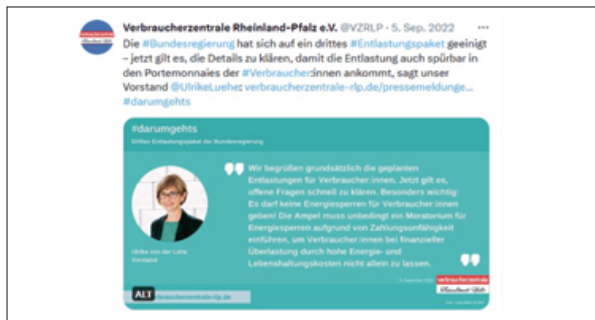 Verbraucherzentrale Rheinland-Pfalz e.V. @VZRLP · 5. Sep. 2022
Die #Bundesregierung hat sich auf ein drittes #Entlastungspaket geeinigt
– jetzt gilt es, die Details zu klären, damit die Entlastung auch spürbar in
den Portemonnaies der #Verbraucher:innen ankommt, sagt unser
Vorstand @UlrikeLuehe: verbraucherzentrale-rlp.de/pressemeldunge...
#darumgehts
#darumgehts
Drittes Entlastungspaket der Bundesregierung
Wir begrüßen grundsätzlich die geplanten
Entlastungen für Verbraucher:innen. Jetzt gilt es,
offene Fragen schnell zu klären. Besonders wichtig:
Es darf keine Energiesperren für Verbraucher:innen
geben! Die Ampel muss unbedingt ein Moratorium für
Energiesperren aufgrund von Zahlungsunfähigkeit
einführen, um Verbraucher:innen bei finanzieller
Überlastung durch hohe Energie- und
Lebenshaltungskosten nicht allein zu lassen.
Ulrike von der Lühe
Vorstand
verbraucherzentrale
Rheinland-Pfalz
ALT
verbraucherzentrale-rlp.de